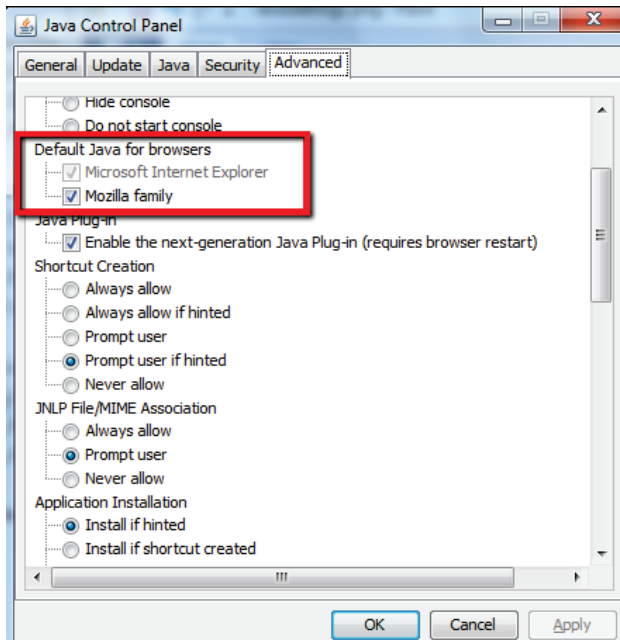 Java Control Panel
General Update Java Security Advanced
Hide console
Do not start console
Default Java for browsers
Microsoft Internet Explorer
Mozilla family
Java Plug-in
Enable the next-generation Java Plug-in (requires browser restart)
Shortcut Creation
Always allow
Always allow if hinted
Prompt user
Prompt user if hinted
Never allow
JNLP File/MIME Association
Always allow
Prompt user
Never allow
Application Installation
Install if hinted
Install if shortcut created
OK Cancel Apply